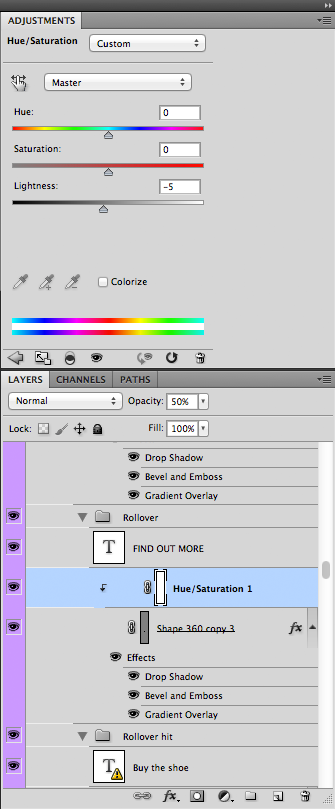 ADJUSTMENTS
Hue/Saturation Custom
Master
Hue: 0
Saturation: 0
Lightness: -5
Colorize
LAYERS CHANNELS PATHS
Normal Opacity: 50%
Lock: Fill: 100%
Drop Shadow
Bevel and Emboss
Gradient Overlay
Rollover
T FIND OUT MORE
Hue/Saturation 1
Shape 360 copy 3 fx
Effects
Drop Shadow
Bevel and Emboss
Gradient Overlay
Rollover hit
T Buy the shoe
fx